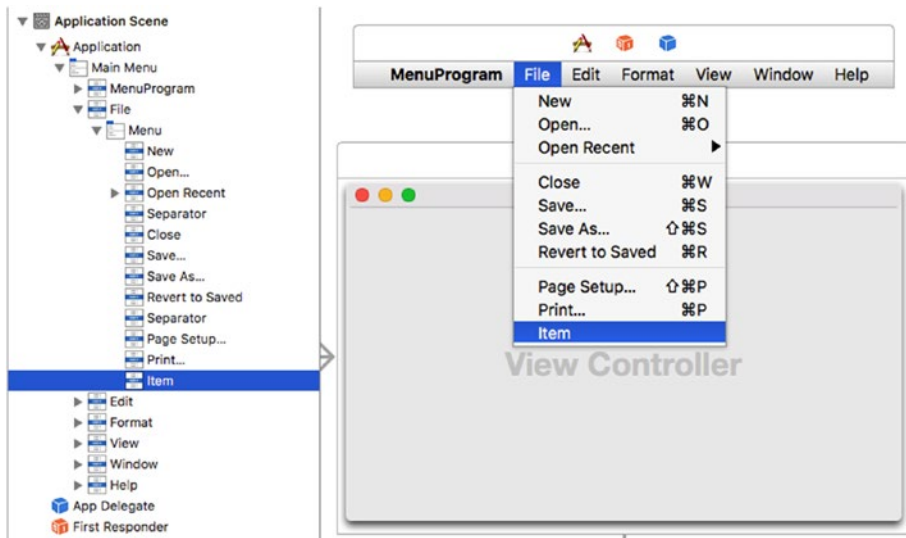 Application Scene
Application
Main Menu
MenuProgram
File
Menu
New
Open...
Open Recent
Separator
Close
Save...
Save As...
Revert to Saved
Separator
Page Setup...
Print...
Item
Edit
Format
View
Window
Help
App Delegate
First Responder
MenuProgram File Edit Format View Window Help
New ⌘N
Open... ⌘O
Open Recent ▶
Close ⌘W
Save... ⌘S
Save As... ⇧⌘S
Revert to Saved ⌘R
Page Setup... ⇧⌘P
Print... ⌘P
Item
View Controller